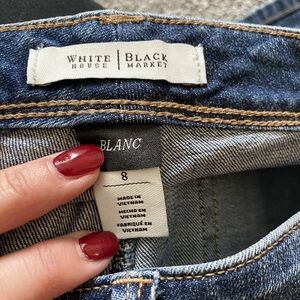 WHITE HOUSE | BLACK MARKET
BLANC
8
MADE IN
VIETNAM
HECHO EN
VIETNAM
FABRIQUÉ EN
VIETNAM